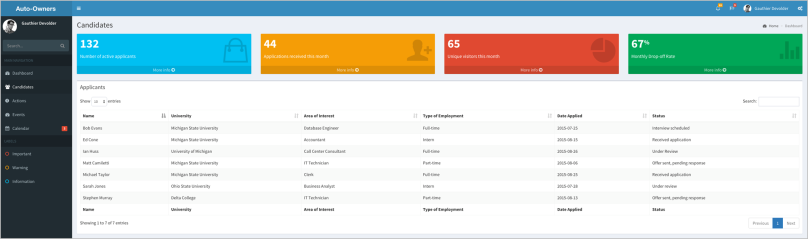 Auto-Owners
Gauthier Devolder
Gauthier Devolder
Search...
Dashboard
Candidates
Actives
Events
Calendar
Important
Warning
Information
Candidates
Home
Dashboard
132
Number of active applicants
More info
44
Applications received this month
More info
65
Unique visitors this month
More info
67%
Monthly Drop-off Rate
More info
Applicants
Show 10 entries
Search:
Name University Area of Interest Type of Employment Date Applied Status
Bob Evans Michigan State University Database Engineer Full-time 2015-07-25 Interview scheduled
Ed Conn Michigan State University Accountant Intern 2015-08-15 Received application
Ian Huss University of Michigan Call Center Consultant Full-time 2015-08-26 Under Review
Matt Camiletti Michigan State University IT Technician Part-time 2015-08-06 Offer sent, pending response
Michael Taylor Michigan State University Clerk Full-time 2015-08-25 Received application
Sarah Jones Ohio State University Business Analyst Intern 2015-07-18 Under review
Stephen Murray Delta College IT Technician Part-time 2015-08-13 Offer sent, pending response
Name University Area of Interest Type of Employment Date Applied Status
Showing 1 to 7 of 7 entries
Previous 1 Next